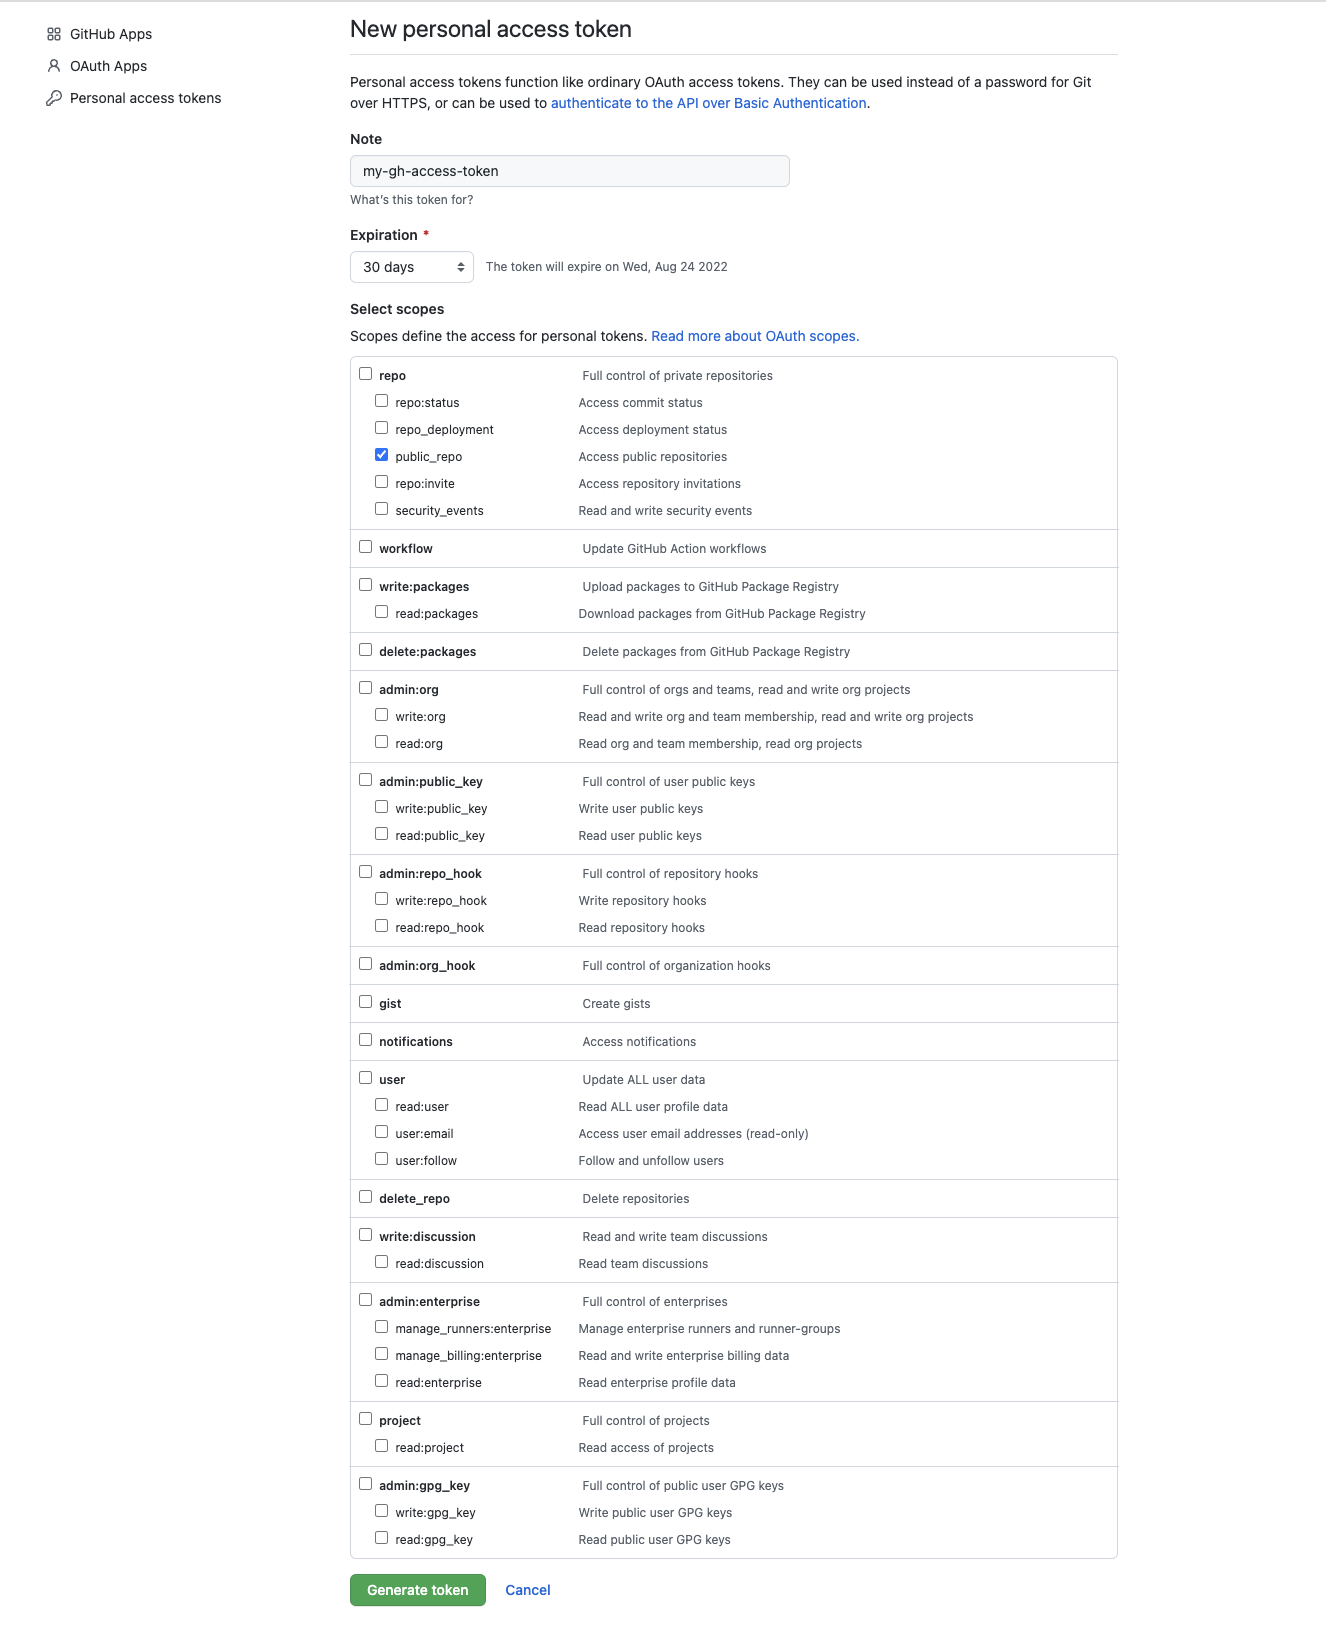 GitHub Apps
OAuth Apps
Personal access tokens
New personal access token
Personal access tokens function like ordinary OAuth access tokens. They can be used instead of a password for Git
over HTTPS, or can be used to authenticate to the API over Basic Authentication.
Note
my-gh-access-token
What's this token for?
Expiration *
30 days The token will expire on Wed, Aug 24 2022
Select scopes
Scopes define the access for personal tokens. Read more about OAuth scopes.
repo Full control of private repositories
repo:status Access commit status
repo_deployment Access deployment status
public_repo Access public repositories
repo:invite Access repository invitations
security_events Read and write security events
workflow Update GitHub Action workflows
write:packages Upload packages to GitHub Package Registry
read:packages Download packages from GitHub Package Registry
delete:packages Delete packages from GitHub Package Registry
admin:org Full control of orgs and teams, read and write org projects
write:org Read and write org and team membership, read and write org projects
read:org Read org and team membership, read org projects
admin:public_key Full control of user public keys
write:public_key Write user public keys
read:public_key Read user public keys
admin:repo_hook Full control of repository hooks
write:repo_hook Write repository hooks
read:repo_hook Read repository hooks
admin:org_hook Full control of organization hooks
gist Create gists
notifications Access notifications
user Update ALL user data
read:user Read ALL user profile data
user:email Access user email addresses (read-only)
user:follow Follow and unfollow users
delete_repo Delete repositories
write:discussion Read and write team discussions
read:discussion Read team discussions
admin:enterprise Full control of enterprises
manage_runners:enterprise Manage enterprise runners and runner-groups
manage_billing:enterprise Read and write enterprise billing data
read:enterprise Read enterprise profile data
project Full control of projects
read:project Read access of projects
admin:gpg_key Full control of public user GPG keys
write:gpg_key Write public user GPG keys
read:gpg_key Read public user GPG keys
Generate token Cancel